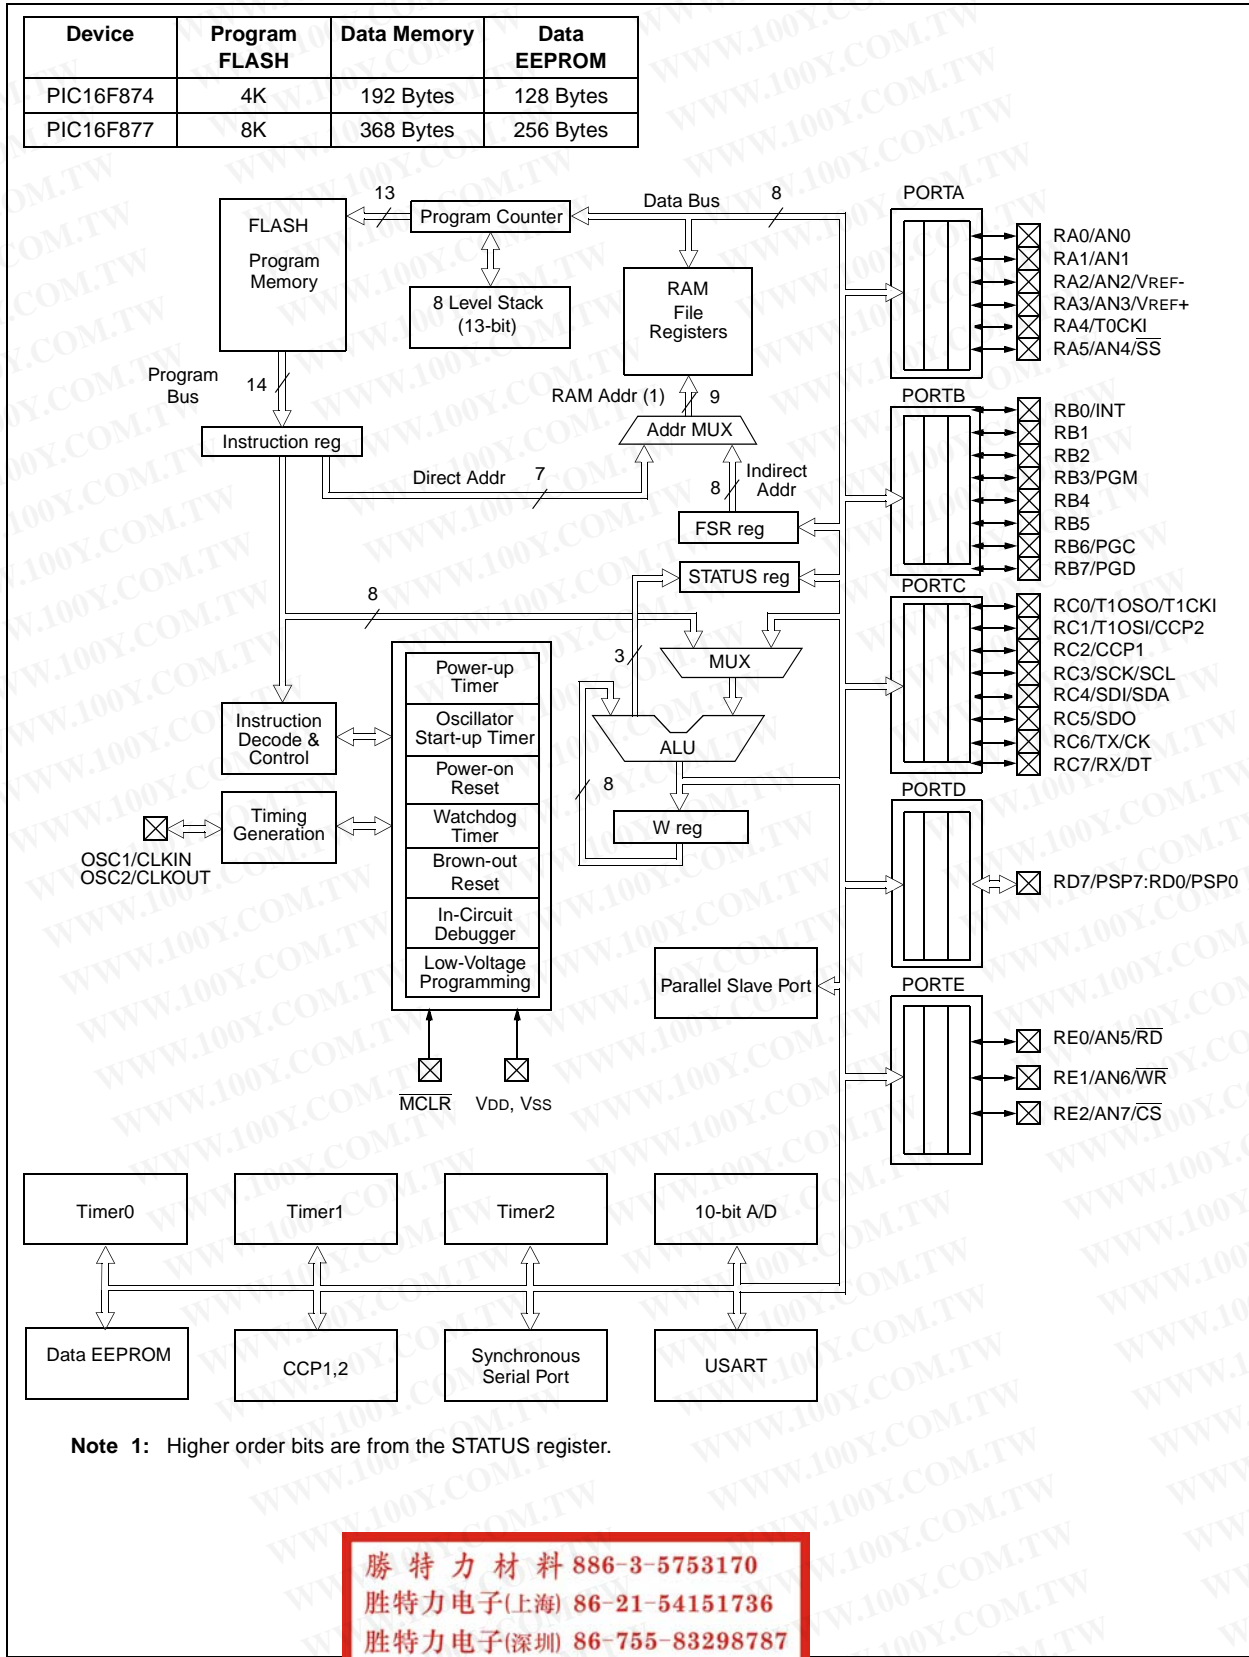 Device Program FLASH Data Memory Data EEPROM
PIC16F874 4K 192 Bytes 128 Bytes
PIC16F877 8K 368 Bytes 256 Bytes
FLASH
Program
Memory
13
Program Counter
Data Bus
8
8 Level Stack
(13-bit)
RAM
File
Registers
Program
Bus
14
RAM Addr (1)
9
Addr MUX
Instruction reg
Direct Addr
7
8
Indirect
Addr
FSR reg
STATUS reg
8
3
MUX
ALU
8
W reg
Power-up
Timer
Oscillator
Start-up Timer
Power-on
Reset
Watchdog
Timer
Brown-out
Reset
In-Circuit
Debugger
Low-Voltage
Programming
Instruction
Decode &
Control
Timing
Generation
OSC1/CLKIN
OSC2/CLKOUT
MCLR
VDD, VSS
Parallel Slave Port
PORTA
RA0/AN0
RA1/AN1
RA2/AN2/VREF-
RA3/AN3/VREF+
RA4/T0CKI
RA5/AN4/SS
PORTB
RB0/INT
RB1
RB2
RB3/PGM
RB4
RB5
RB6/PGC
RB7/PGD
PORTC
RC0/T1OSO/T1CKI
RC1/T1OSI/CCP2
RC2/CCP1
RC3/SCK/SCL
RC4/SDI/SDA
RC5/SDO
RC6/TX/CK
RC7/RX/DT
PORTD
RD7/PSP7:RD0/PSP0
PORTE
RE0/AN5/RD
RE1/AN6/WR
RE2/AN7/CS
Timer0
Timer1
Timer2
10-bit A/D
Data EEPROM
CCP1,2
Synchronous
Serial Port
USART
Note 1: Higher order bits are from the STATUS register.
勝 特 力 材 料 886-3-5753170
胜特力电子(上海) 86-21-54151736
胜特力电子(深圳) 86-755-83298787
WWW.100Y.COM.TW